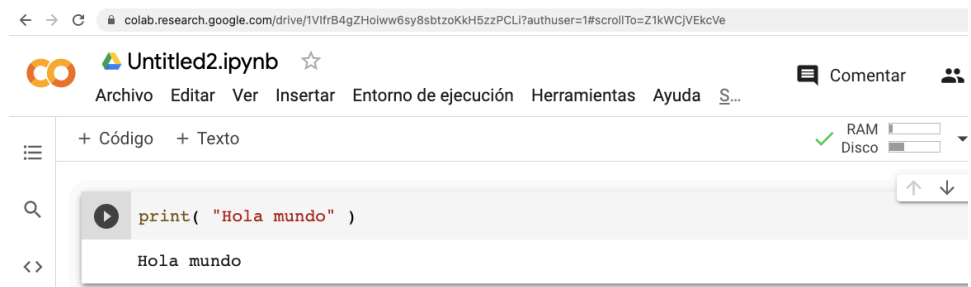 colab.research.google.com/drive/1VIfrB4gZHoiww6sy8sbtzoKkH5zzPCLi?authuser=1#scrollTo=Z1kWCjVEkcVe
Untitled2.ipynb
Comentar
Archivo Editar Ver Insertar Entorno de ejecución Herramientas Ayuda S...
+ Código + Texto
RAM
Disco
print( "Hola mundo" )
Hola mundo